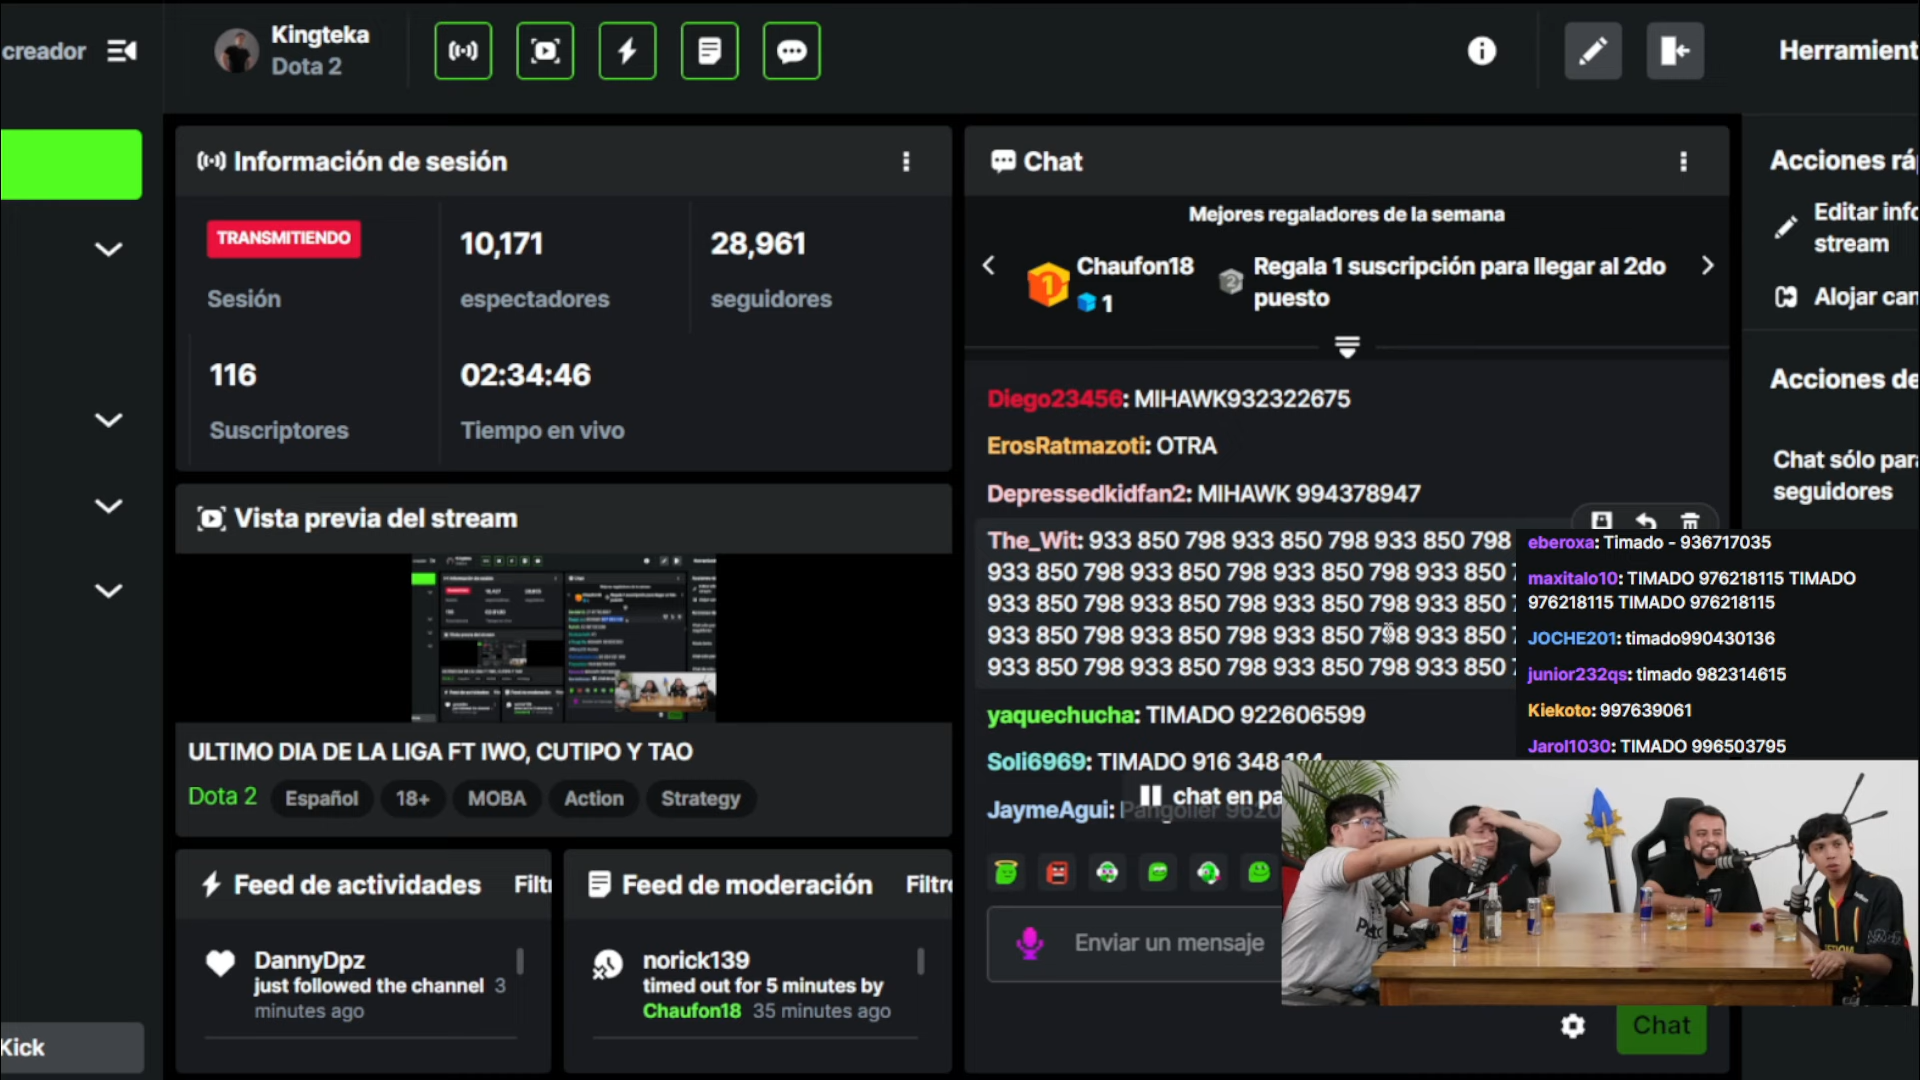 creador
Kingteka
Dota 2
Herramient
Información de sesión
TRANSMITIENDO
Sesión
10,171
espectadores
28,961
seguidores
116
Suscriptores
02:34:46
Tiempo en vivo
Vista previa del stream
ULTIMO DIA DE LA LIGA FT IWO, CUTIPO Y TAO
Dota 2 Español 18+ MOBA Action Strategy
Feed de actividades Filtr
DannyDpz
just followed the channel 3
minutes ago
Feed de moderación Filtro
norick139
timed out for 5 minutes by
Chaufon18 35 minutes ago
Kick
Chat
Mejores regaladores de la semana
1 Chaufon18
1
2 Regala 1 suscripción para llegar al 2do
puesto
Diego23456: MIHAWK932322675
ErosRatmazoti: OTRA
Depressedkidfan2: MIHAWK 994378947
The_Wit: 933 850 798 933 850 798 933 850 798
933 850 798 933 850 798 933 850 798 933 850
933 850 798 933 850 798 933 850 798 933 850
933 850 798 933 850 798 933 850 798 933 850
933 850 798 933 850 798 933 850 798 933 850
yaquechucha: TIMADO 922606599
Soli6969: TIMADO 916 348 184
JaymeAgui: Pangolier 9620
chat en pa
Enviar un mensaje
Chat
eberoxa: Timado - 936717035
maxitalo10: TIMADO 976218115 TIMADO
976218115 TIMADO 976218115
JOCHE201: timado990430136
junior232qs: timado 982314615
Kiekoto: 997639061
Jarol1030: TIMADO 996503795
Acciones rá
Editar info
stream
Alojar can
Acciones de
Chat sólo para
seguidores